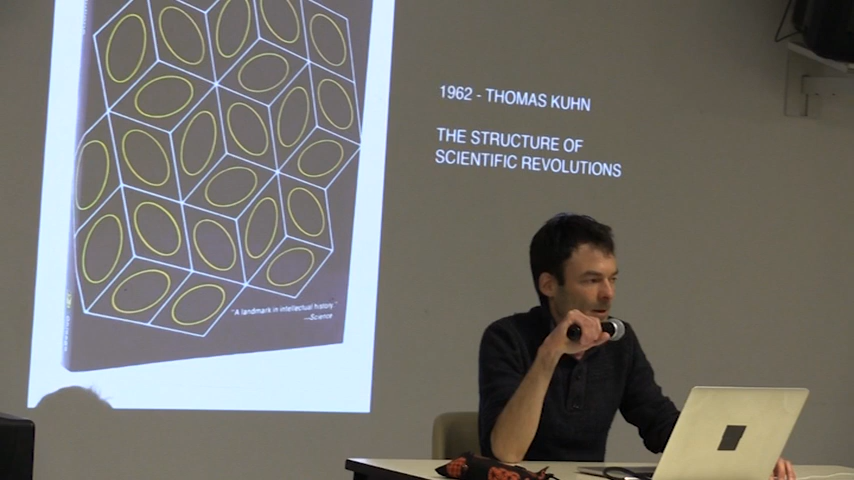 1962 - THOMAS KUHN
THE STRUCTURE OF
SCIENTIFIC REVOLUTIONS
"A landmark in intellectual history."
—Science